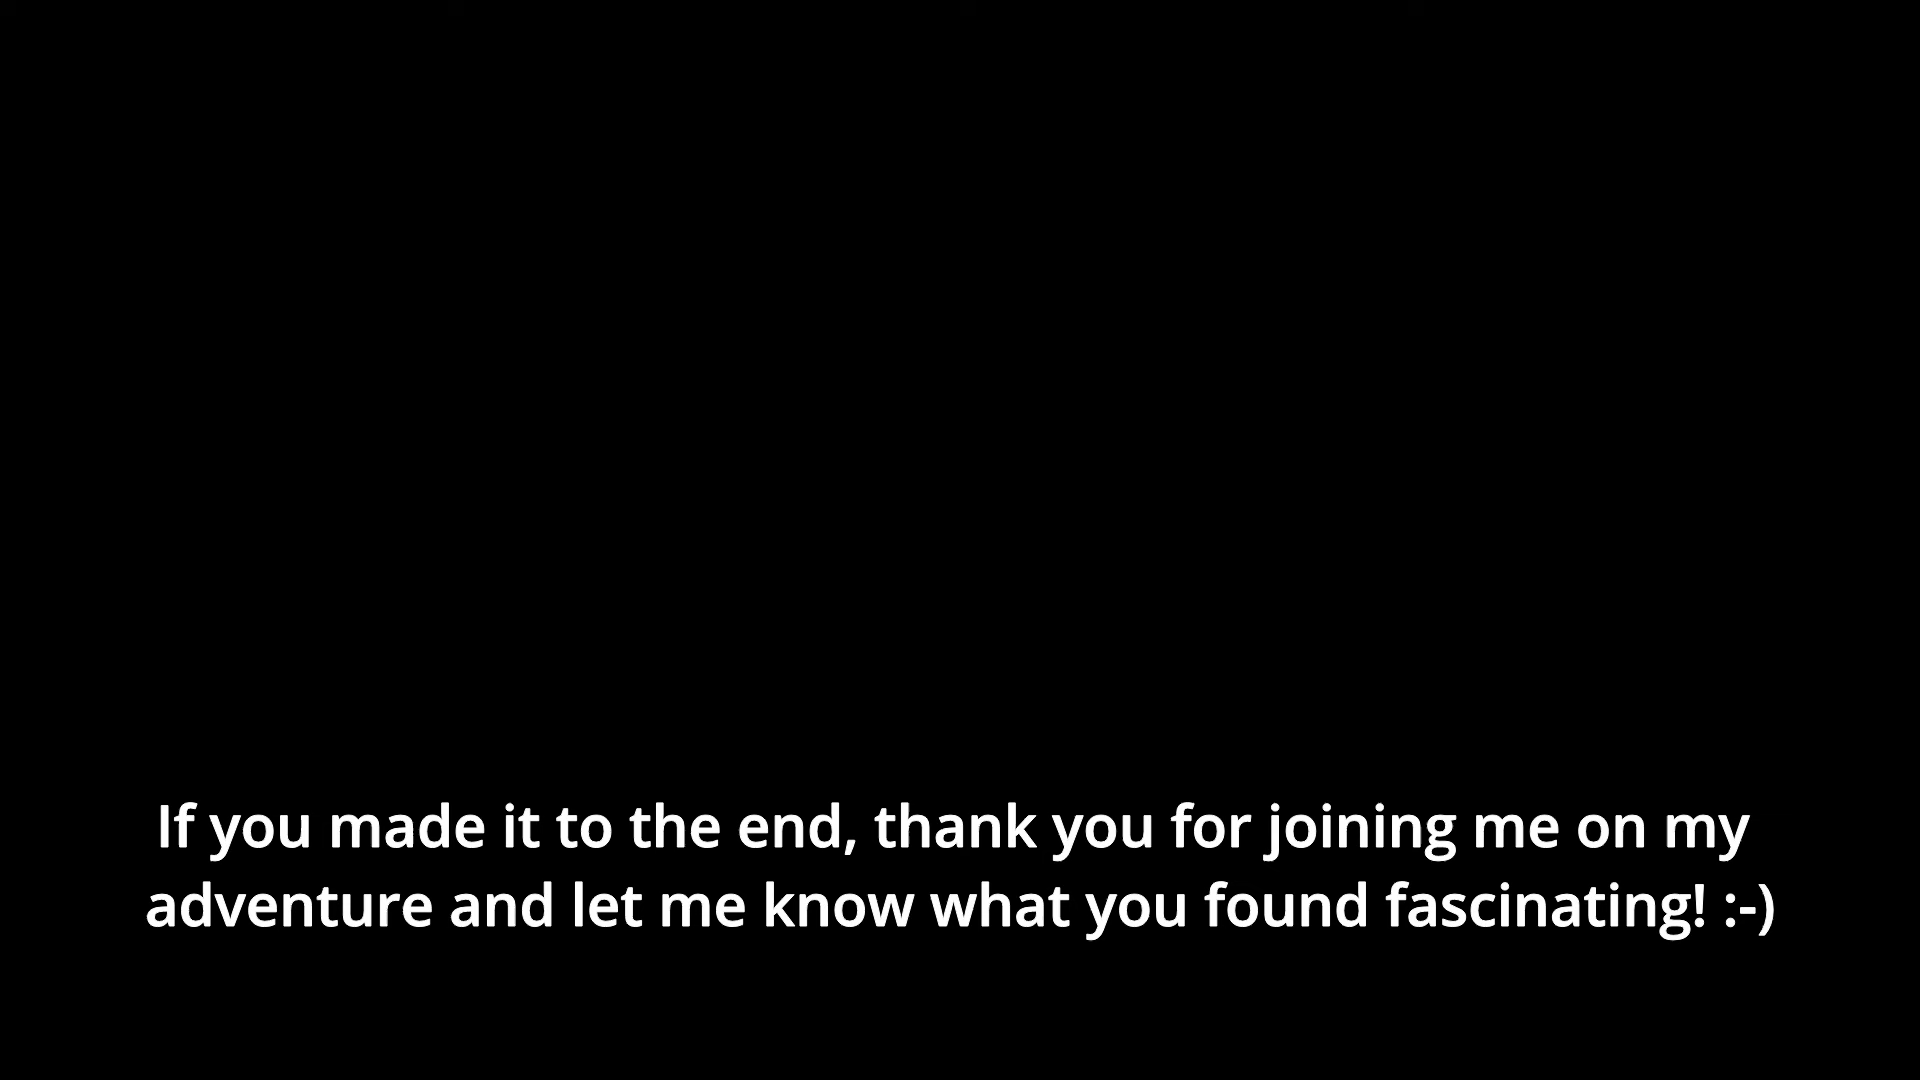 If you made it to the end, thank you for joining me on my
adventure and let me know what you found fascinating! :-)